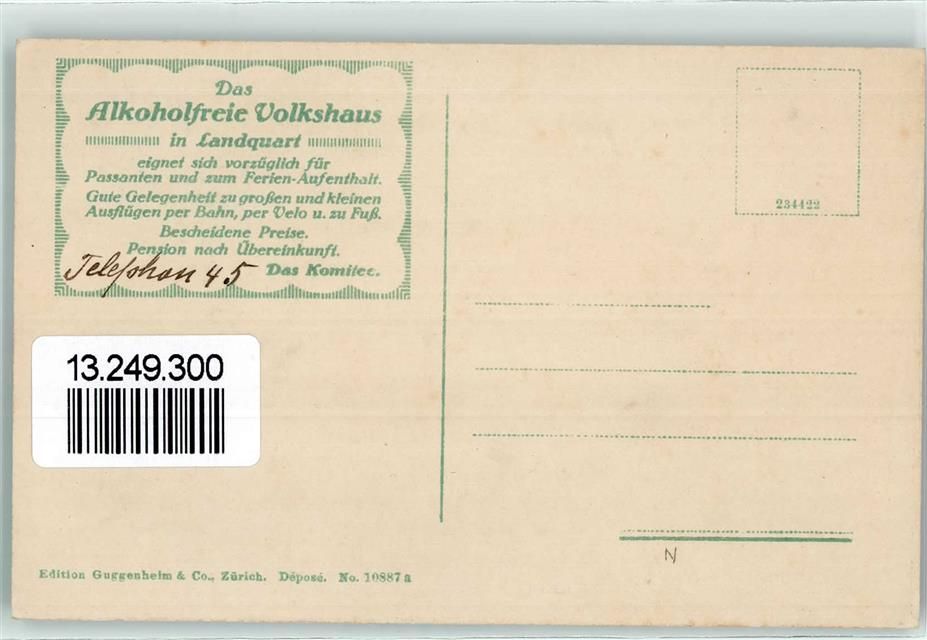 Das
Alkoholfreie Volkshaus
in Landquart
eignet sich vorzüglich für
Passanten und zum Ferien-Aufenthalt.
Gute Gelegenheit zu großen und kleinen
Ausflügen per Bahn, per Velo u. zu Fuß.
Bescheidene Preise.
Pension nach Übereinkunft.
Telephon 45 Das Komitee.
234422
13.249.300
N
Edition Guggenheim & Co., Zürich. Déposé. No. 10887a